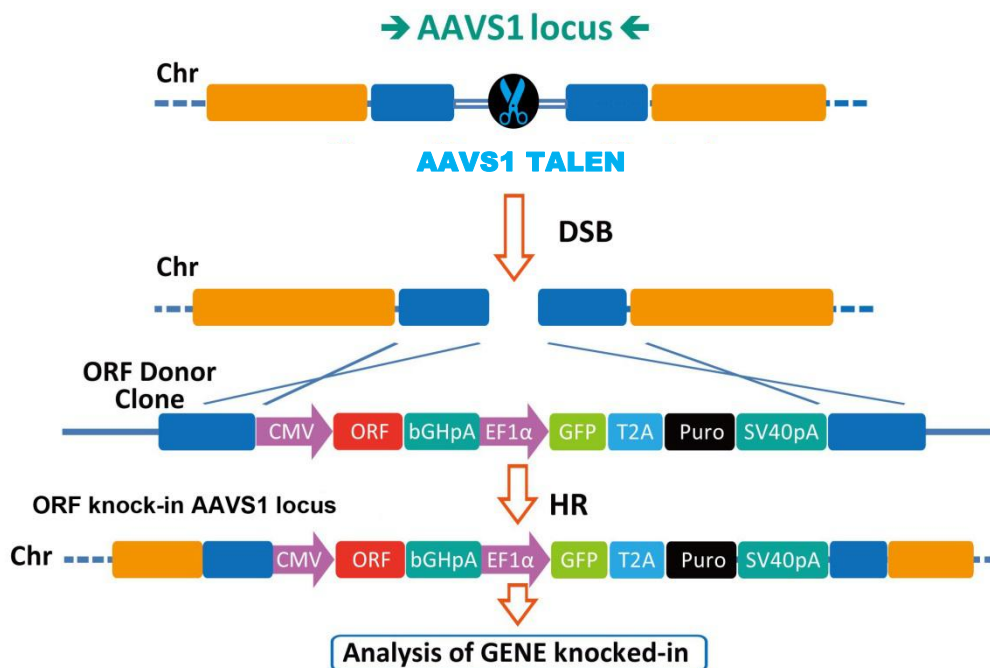 → AAVS1 locus ←
Chr
AAVS1 TALEN
DSB
Chr
ORF Donor
Clone
CMV ORF bGHpA EF1α GFP T2A Puro SV40pA
HR
ORF knock-in AAVS1 locus
Chr CMV ORF bGHpA EF1α GFP T2A Puro SV40pA
Analysis of GENE knocked-in